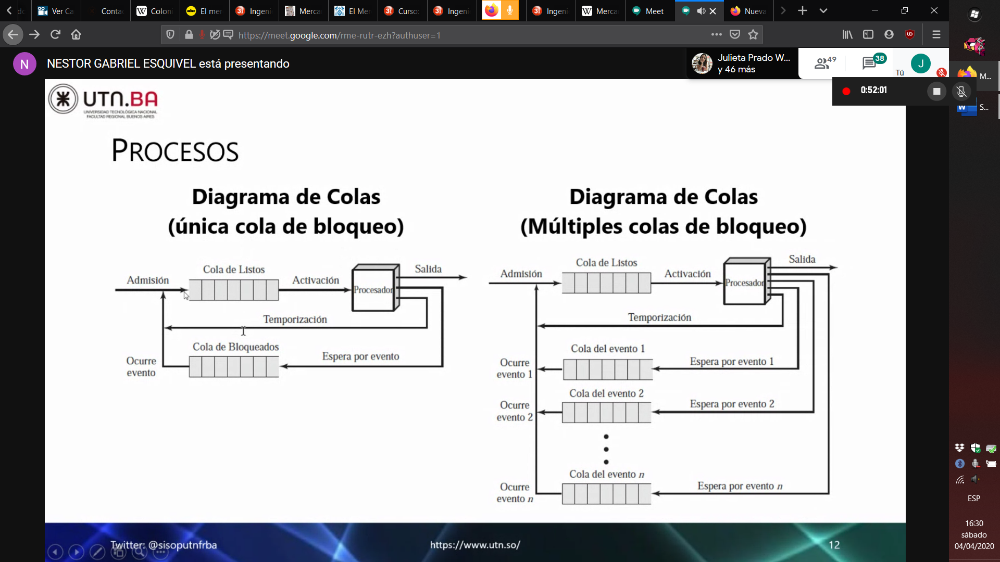 Ver Ca
Contac
Coloni
El mer
Ingeni
Merca
El Mer
Curso:
Ingeni
Ingeni
Merca
Meet
Nueva
https://meet.google.com/rme-rutr-ezh?authuser=1
N
NESTOR GABRIEL ESQUIVEL está presentando
Julieta Prado W...
y 46 más
49
38
Tú
J
0:52:01
M...
S...
UTN.BA
UNIVERSIDAD TECNOLÓGICA NACIONAL
FACULTAD REGIONAL BUENOS AIRES
PROCESOS
Diagrama de Colas
(única cola de bloqueo)
Cola de Listos
Admisión
Activación
Procesador
Salida
Temporización
Cola de Bloqueados
Espera por evento
Ocurre
evento
Diagrama de Colas
(Múltiples colas de bloqueo)
Cola de Listos
Admisión
Activación
Procesador
Salida
Temporización
Cola del evento 1
Ocurre
evento 1
Espera por evento 1
Cola del evento 2
Ocurre
evento 2
Espera por evento 2
Cola del evento n
Ocurre
evento n
Espera por evento n
Twitter: @sisoputnfrba
https://www.utn.so/
12
ESP
16:30
sábado
04/04/2020